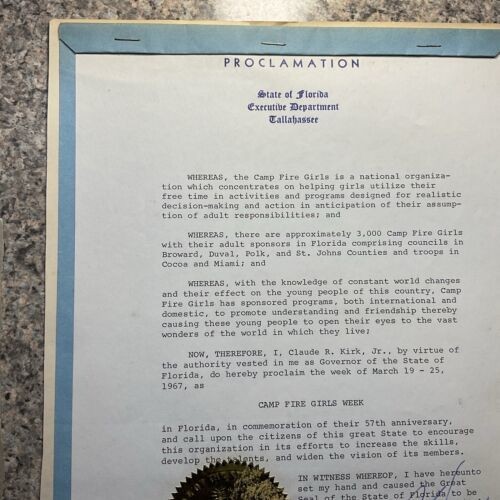 PROCLAMATION
State of Florida
Executive Department
Tallahassee
WHEREAS, the Camp Fire Girls is a national organiza-
tion which concentrates on helping girls utilize their
free time in activities and programs designed for realistic
decision-making and action in anticipation of their assump-
tion of adult responsibilities; and
WHEREAS, there are approximately 3,000 Camp Fire Girls
with their adult sponsors in Florida comprising councils in
Broward, Duval, Polk, and St. Johns Counties and troops in
Cocoa and Miami; and
WHEREAS, with the knowledge of constant world changes
and their effect on the young people of this country, Camp
Fire Girls has sponsored programs, both international and
domestic, to promote understanding and friendship thereby
causing these young people to open their eyes to the vast
wonders of the world in which they live;
NOW, THEREFORE, I, Claude R. Kirk, Jr., by virtue of
the authority vested in me as Governor of the State of
Florida, do hereby proclaim the week of March 19 - 25,
1967, as
CAMP FIRE GIRLS WEEK
in Florida, in commemoration of their 57th anniversary,
and call upon the citizens of this great State to encourage
this organization in its efforts to increase the skills,
develop the talents, and widen the vision of its members.
IN WITNESS WHEREOF, I have hereunto
set my hand and caused the Great
Seal of the State of Florida to be